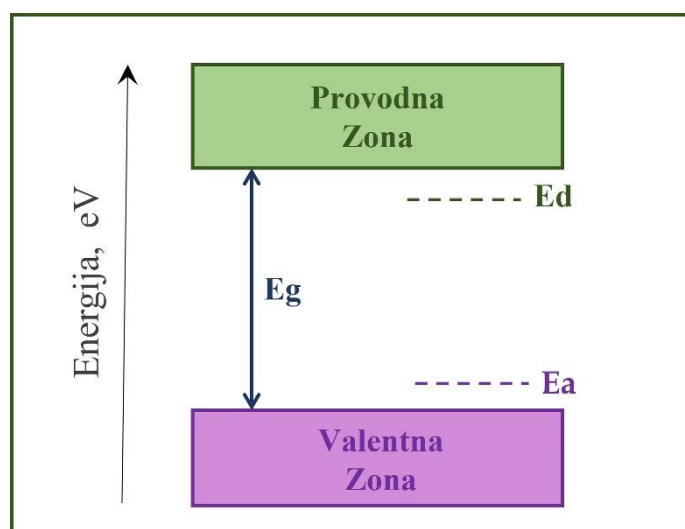 Provodna
Zona
Ed
Energija, eV
Eg
Ea
Valentna
Zona